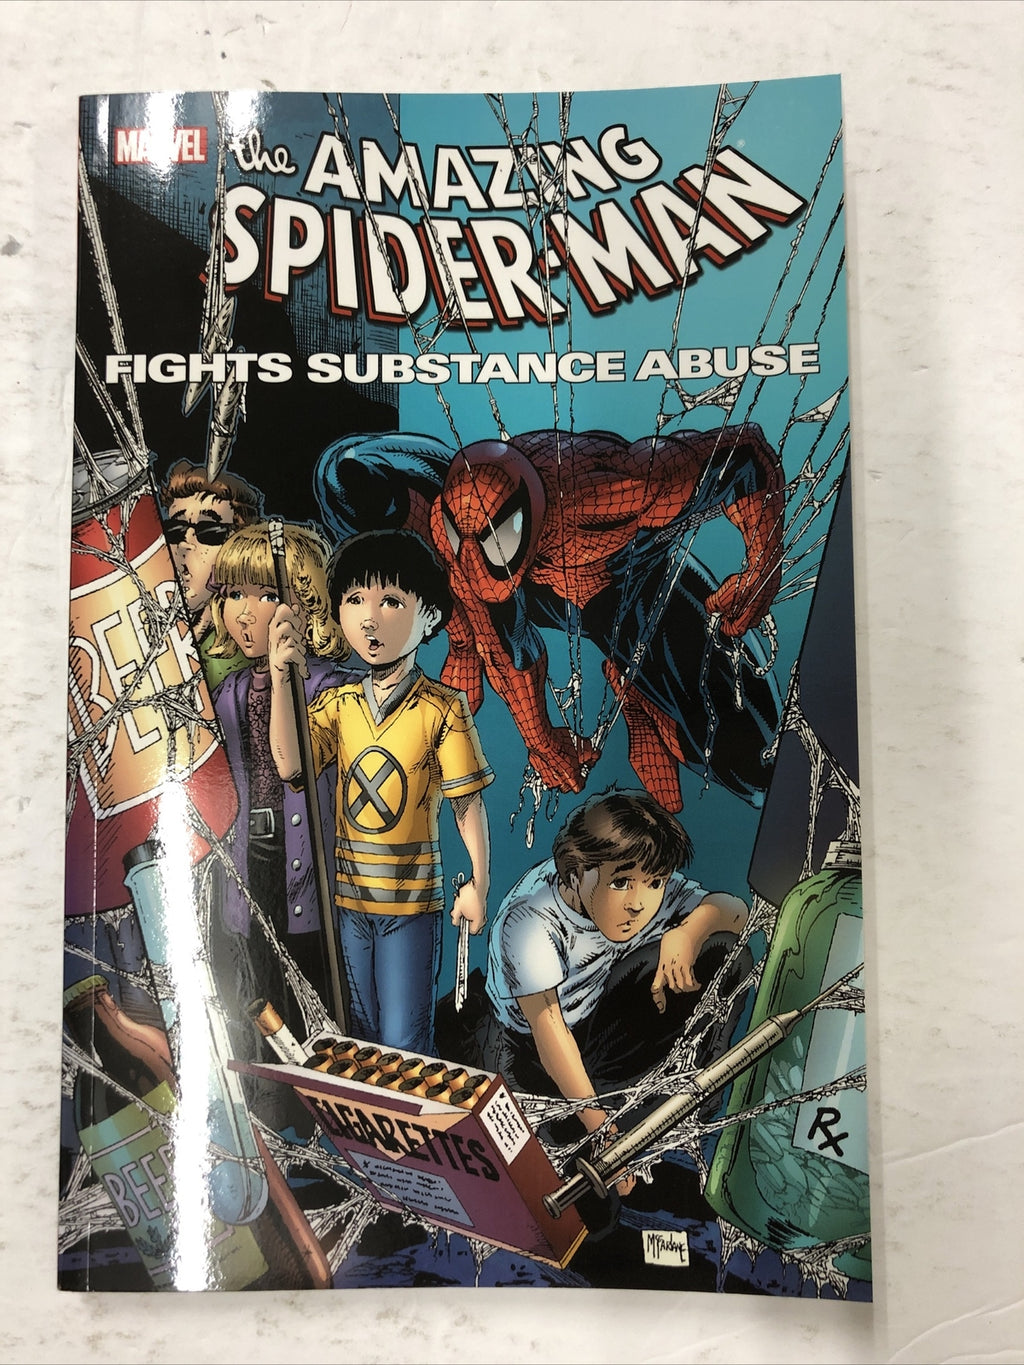 MARVEL
the AMAZING
SPIDER-MAN
FIGHTS SUBSTANCE ABUSE
BEER
CIGARETTES
BEER
Rx
McFarlane